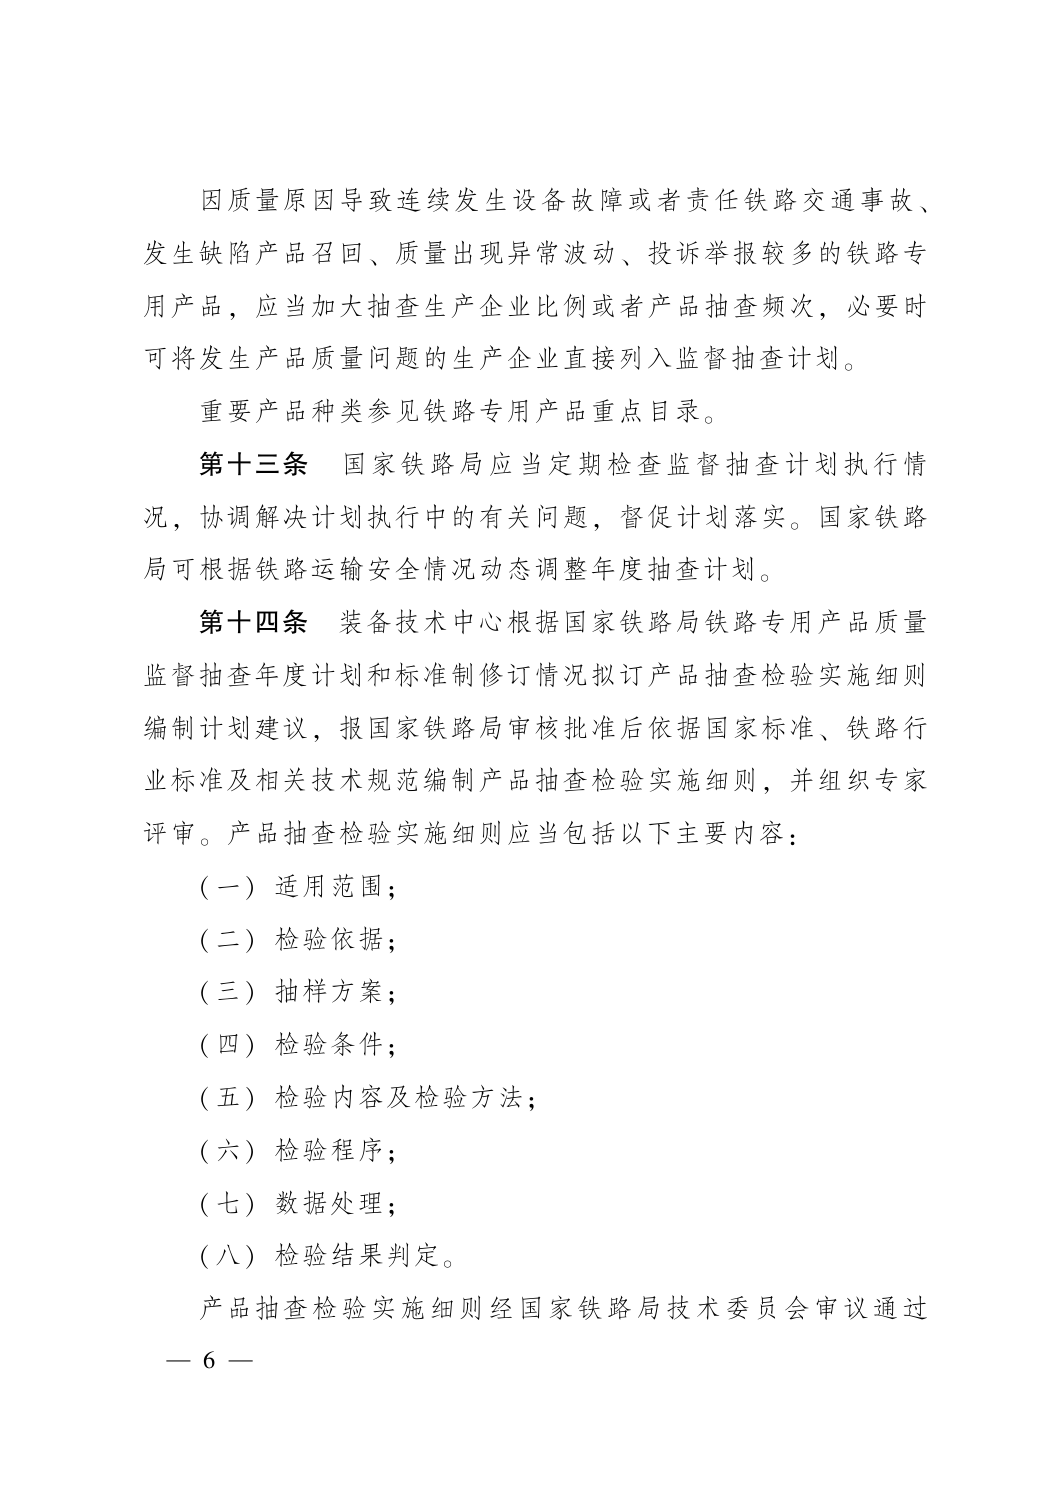 因质量原因导致连续发生设备故障或者责任铁路交通事故、
发生缺陷产品召回、质量出现异常波动、投诉举报较多的铁路专
用产品，应当加大抽查生产企业比例或者产品抽查频次，必要时
可将发生产品质量问题的生产企业直接列入监督抽查计划。
重要产品种类参见铁路专用产品重点目录。
第十三条　国家铁路局应当定期检查监督抽查计划执行情
况，协调解决计划执行中的有关问题，督促计划落实。国家铁路
局可根据铁路运输安全情况动态调整年度抽查计划。
第十四条　装备技术中心根据国家铁路局铁路专用产品质量
监督抽查年度计划和标准制修订情况拟订产品抽查检验实施细则
编制计划建议，报国家铁路局审核批准后依据国家标准、铁路行
业标准及相关技术规范编制产品抽查检验实施细则，并组织专家
评审。产品抽查检验实施细则应当包括以下主要内容：
（一）适用范围；
（二）检验依据；
（三）抽样方案；
（四）检验条件；
（五）检验内容及检验方法；
（六）检验程序；
（七）数据处理；
（八）检验结果判定。
产品抽查检验实施细则经国家铁路局技术委员会审议通过
— 6 —